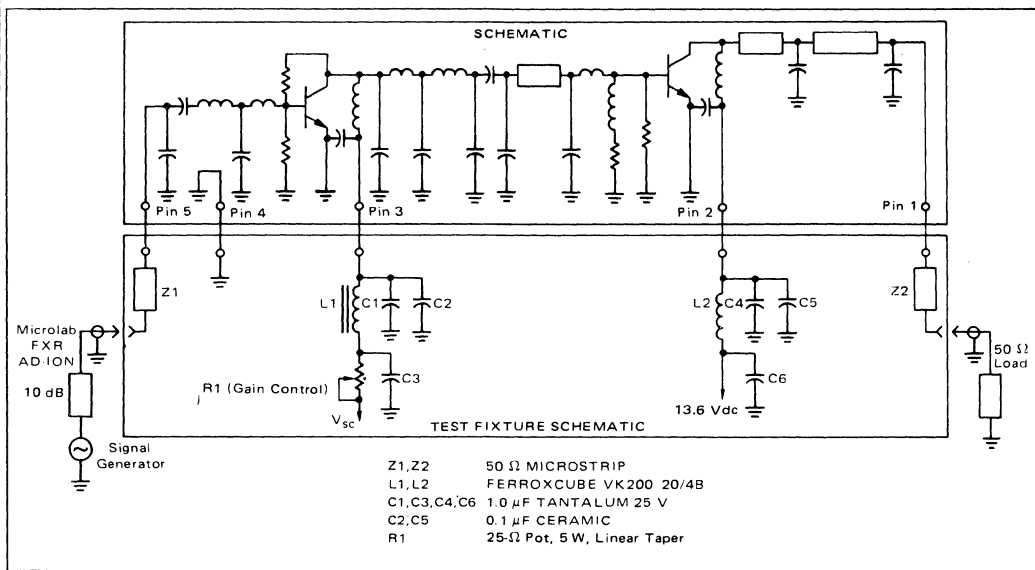 SCHEMATIC
Pin 5
Pin 4
Pin 3
Pin 2
Pin 1
Z1
L1
C1
C2
L2
C4
C5
Z2
Microlab
FXR
AD-ION
10 dB
50 Ω
Load
C3
C6
R1 (Gain Control)
Vsc
13.6 Vdc
TEST FIXTURE SCHEMATIC
Signal
Generator
Z1,Z2 50 Ω MICROSTRIP
L1,L2 FERROXCUBE VK200 20/4B
C1,C3,C4,C6 1.0 μF TANTALUM 25 V
C2,C5 0.1 μF CERAMIC
R1 25-Ω Pot, 5 W, Linear Taper